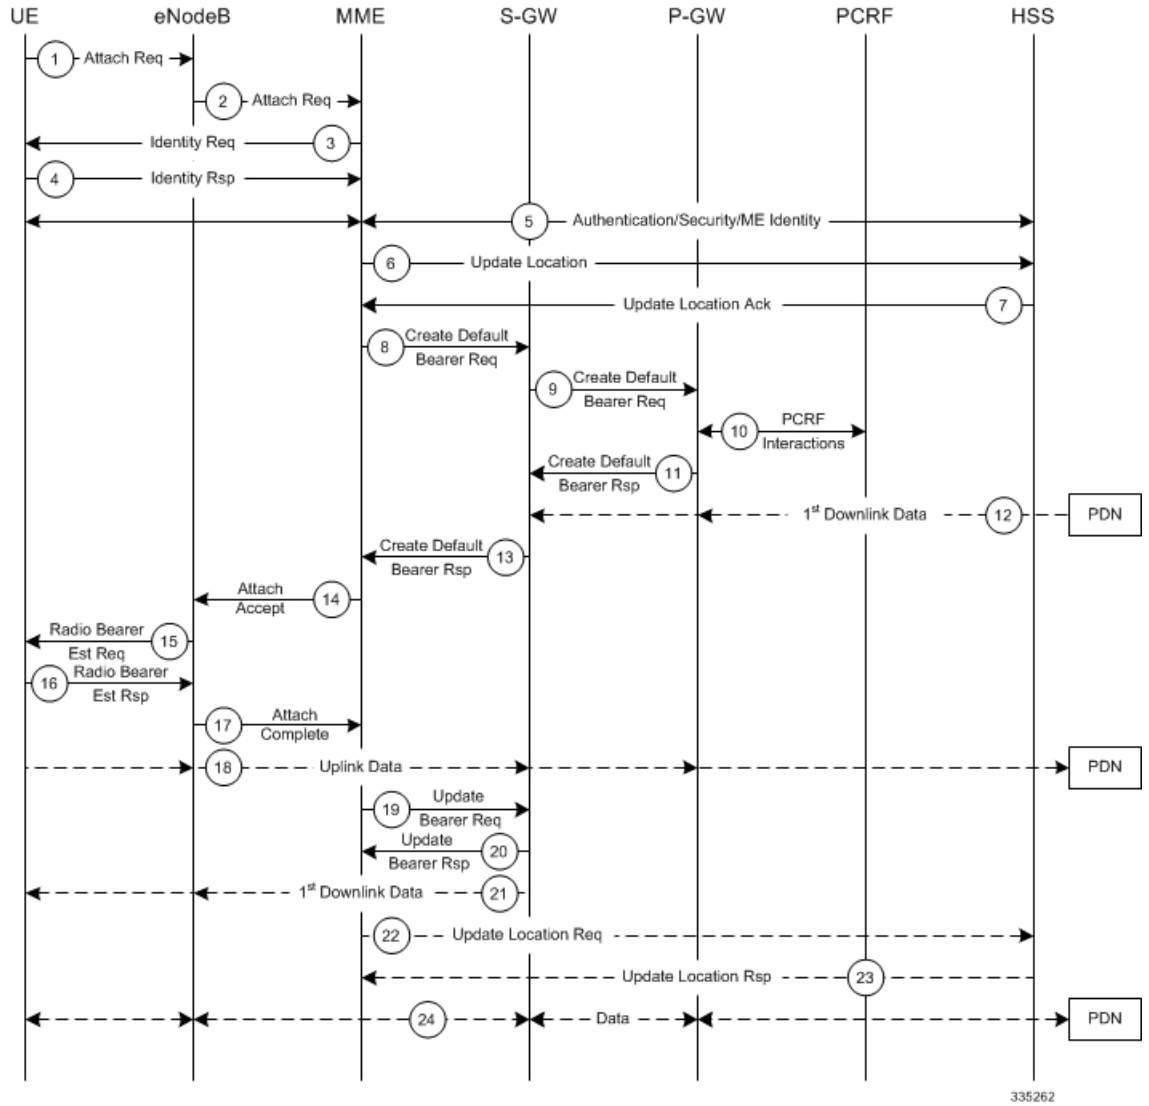 UE eNodeB MME S-GW P-GW PCRF HSS
1 Attach Req
2 Attach Req
Identity Req 3
4 Identity Rsp
5 Authentication/Security/ME Identity
6 Update Location
Update Location Ack 7
8 Create Default
Bearer Req
9 Create Default
Bearer Req
10 PCRF
Interactions
Create Default 11
Bearer Rsp
1st Downlink Data 12 PDN
Create Default 13
Bearer Rsp
Attach 14
Accept
Radio Bearer 15
Est Req
16 Radio Bearer
Est Rsp
17 Attach
Complete
18 Uplink Data PDN
19 Update
Bearer Req
Update 20
Bearer Rsp
1st Downlink Data 21
22 Update Location Req
Update Location Rsp 23
24 Data PDN
335262